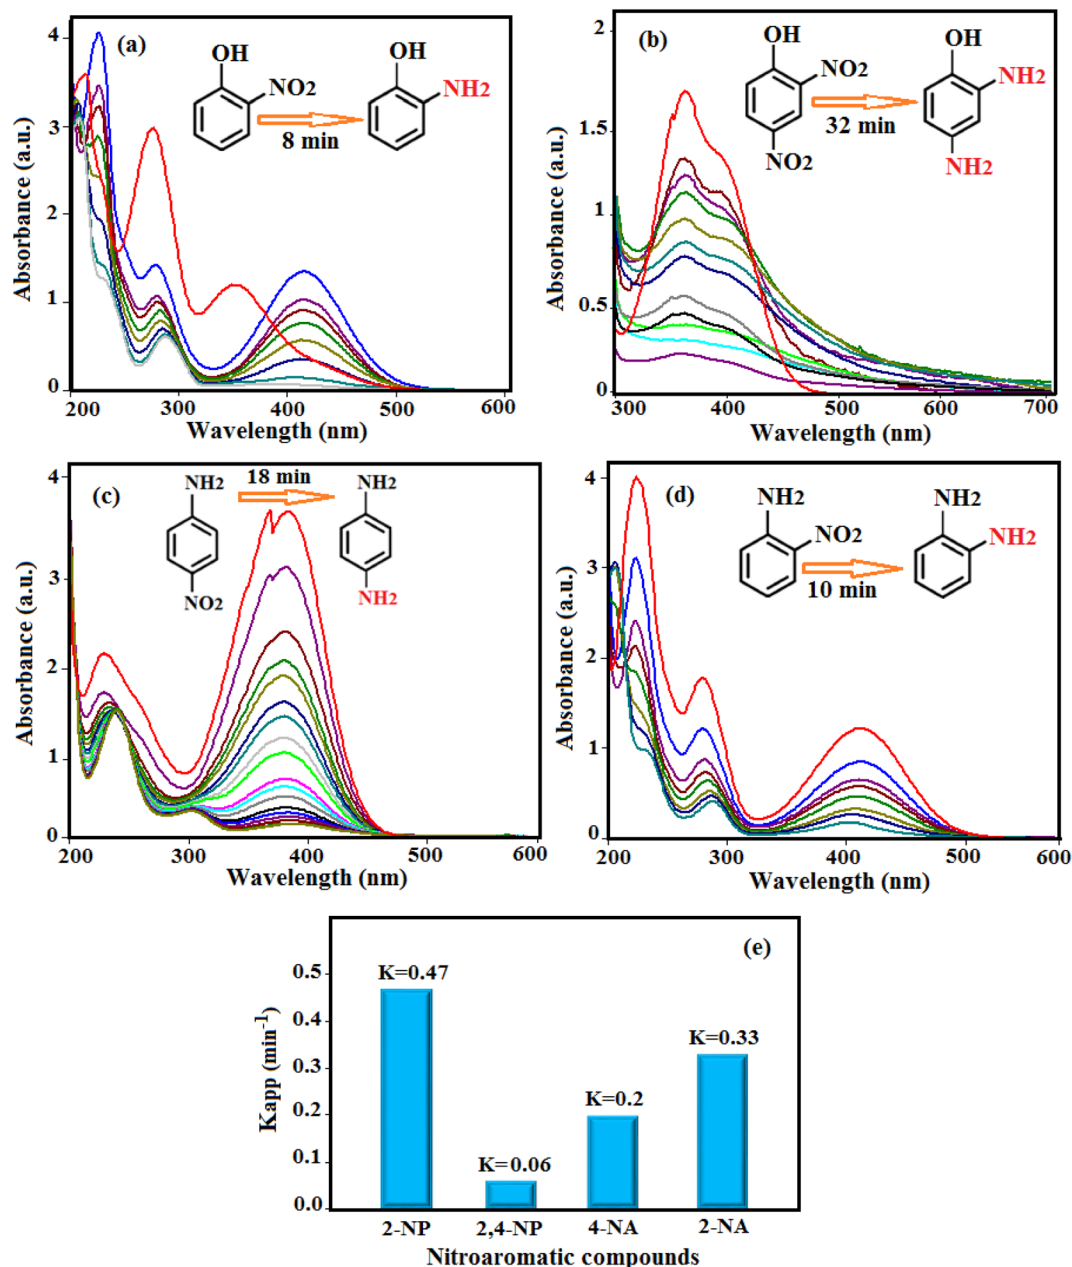 (a)
OH
NO2
8 min
OH
NH2
Absorbance (a.u.)
4
3
2
1
0
200 300 400 500 600
Wavelength (nm)
(b)
OH
NO2
NO2
32 min
OH
NH2
NH2
Absorbance (a.u.)
2
1.5
1
0.5
0
300 400 500 600 700
Wavelength (nm)
(c)
NH2
NO2
18 min
NH2
NH2
Absorbance (a.u.)
4
3
2
1
0
200 300 400 500 600
Wavelength (nm)
(d)
NH2
NO2
10 min
NH2
NH2
Absorbance (a.u.)
4
3
2
1
0
200 300 400 500 600
Wavelength (nm)
(e)
Kapp (min-1)
0.5
0.4
0.3
0.2
0.1
0.0
K=0.47
K=0.06
K=0.2
K=0.33
2-NP 2,4-NP 4-NA 2-NA
Nitroaromatic compounds